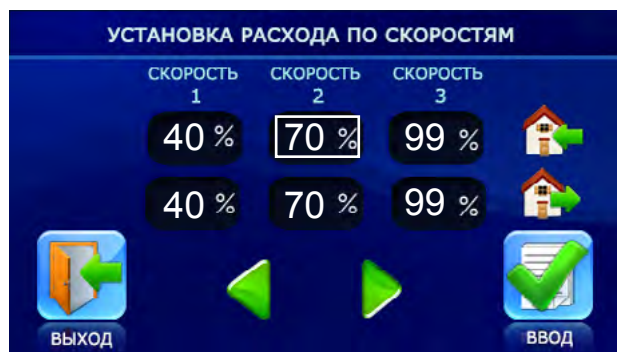 УСТАНОВКА РАСХОДА ПО СКОРОСТЯМ
СКОРОСТЬ 1 СКОРОСТЬ 2 СКОРОСТЬ 3
40 % 70 % 99 %
40 % 70 % 99 %
ВЫХОД ВВОД